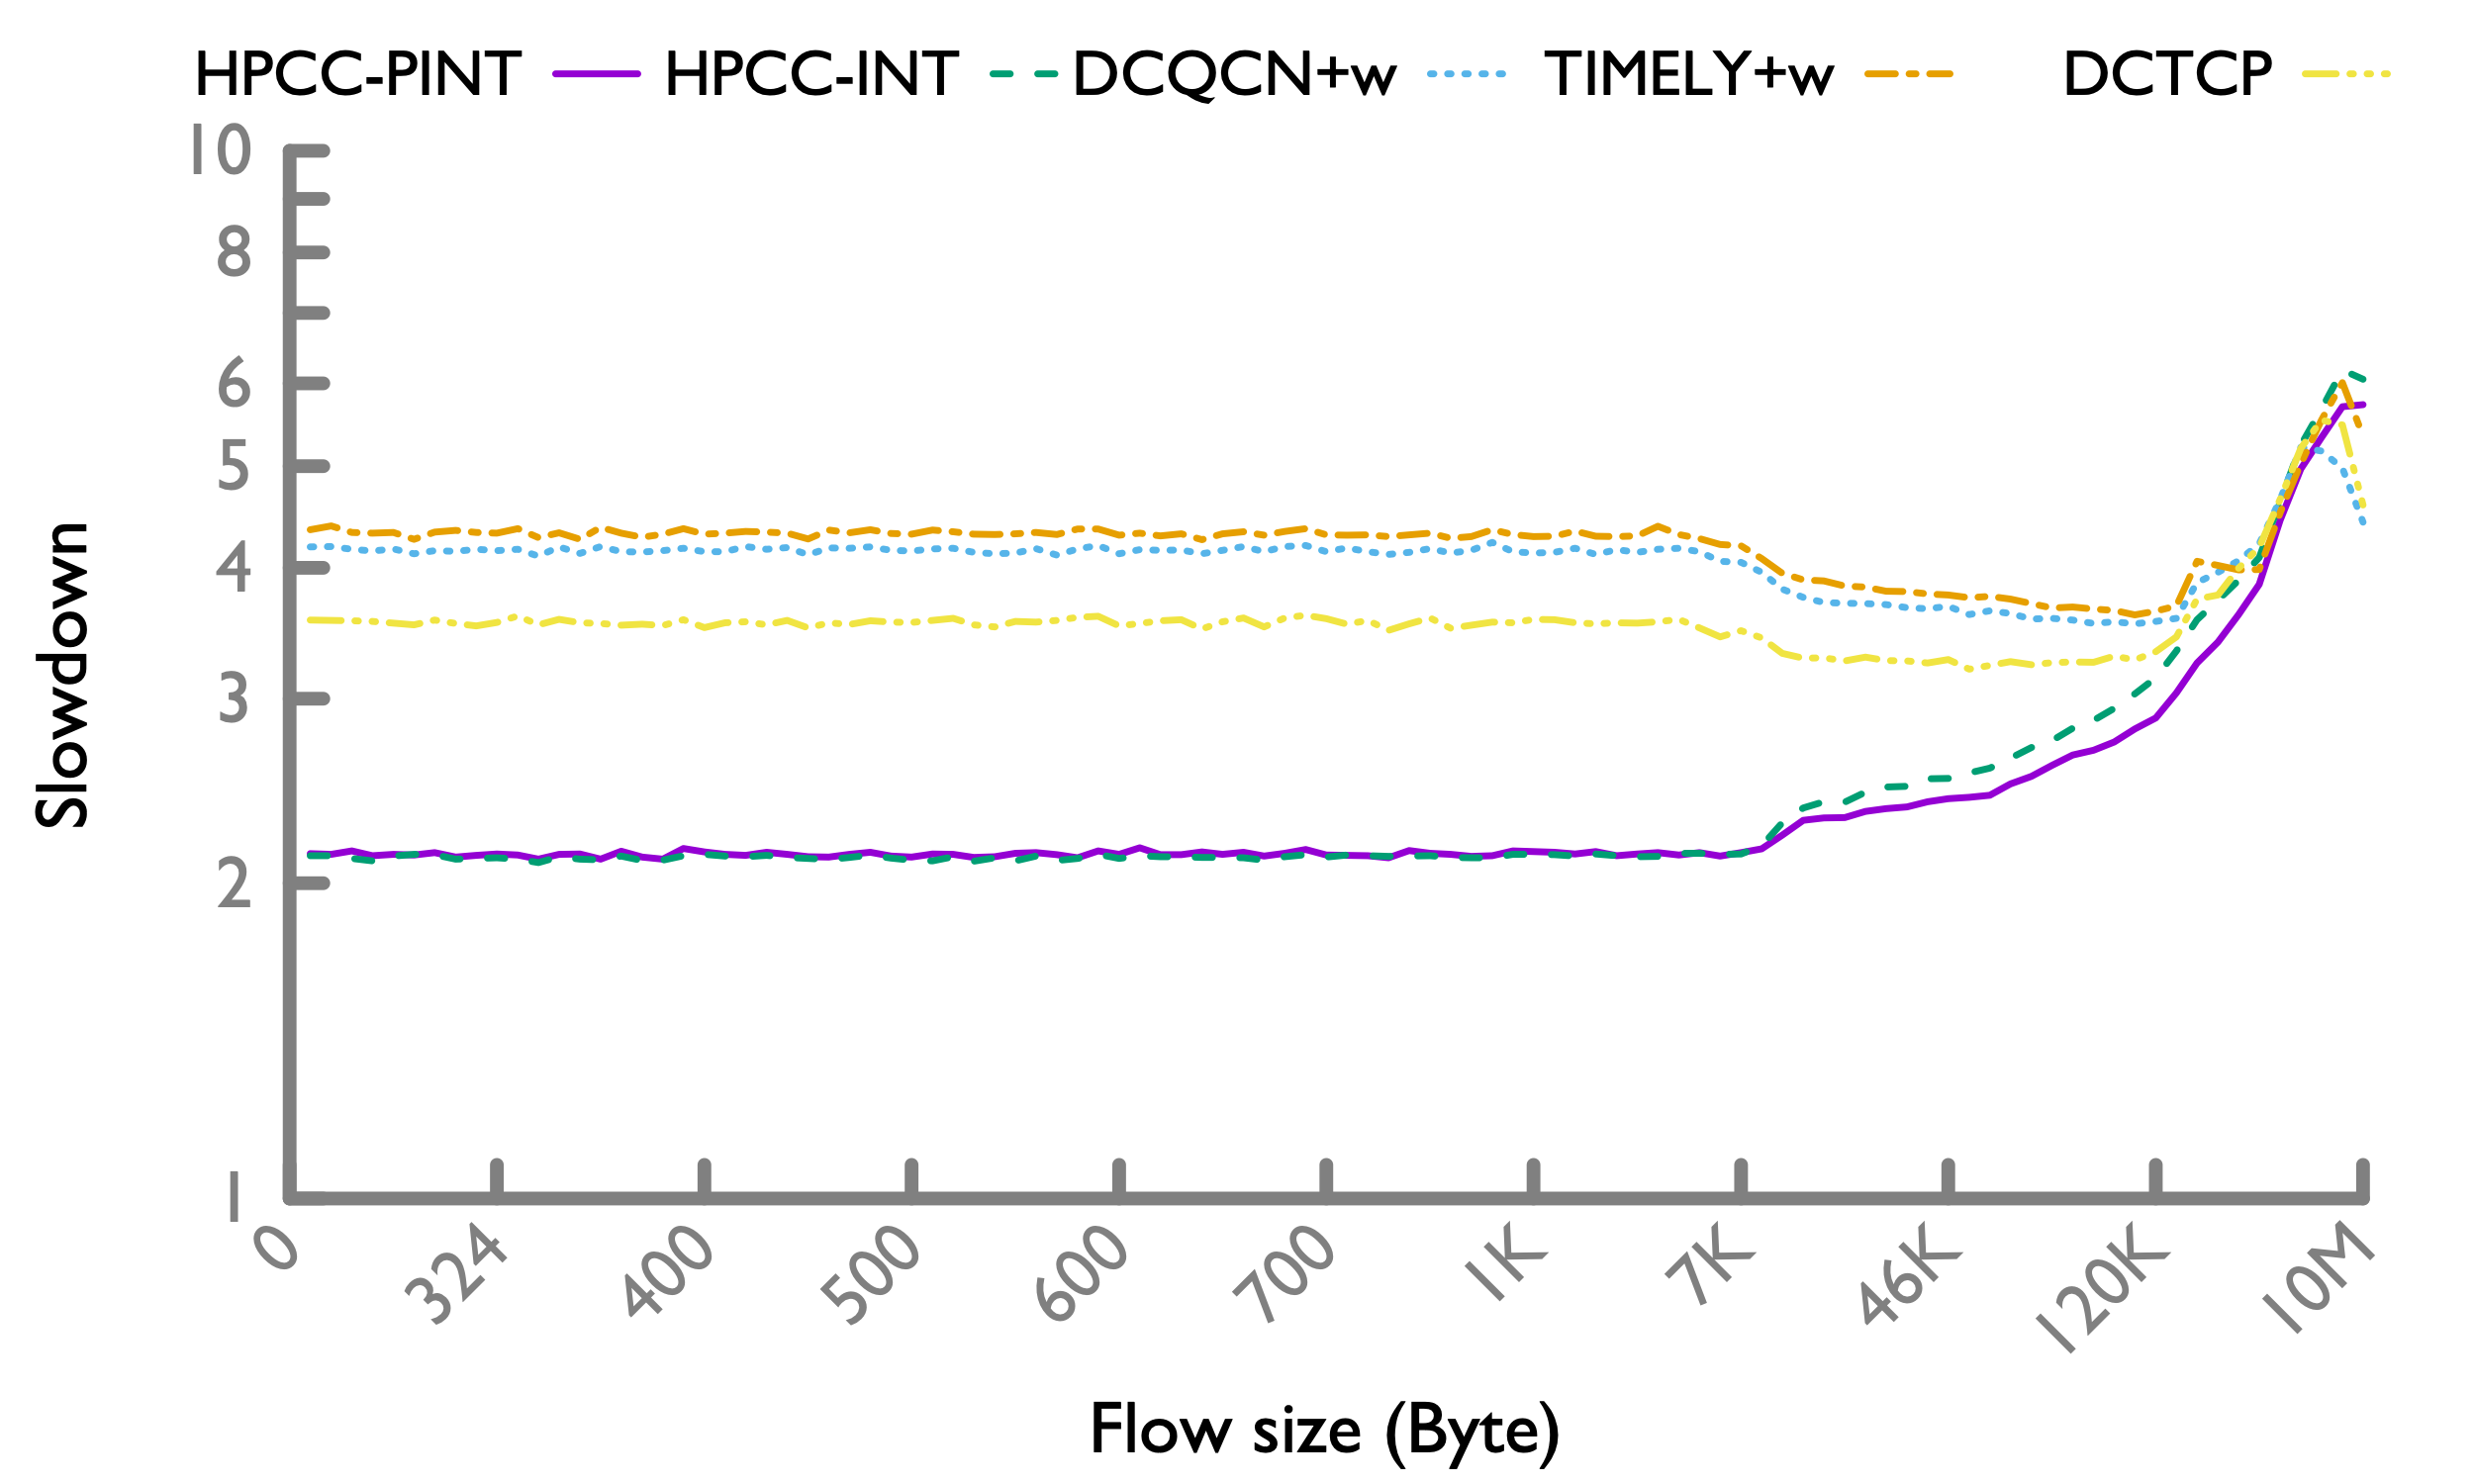 HPCC-PINT HPCC-INT DCQCN+w TIMELY+w DCTCP
10
8
6
5
4
3
2
1
Slowdown
0 324 400 500 600 700 1K 7K 46K 120K 10M
Flow size (Byte)